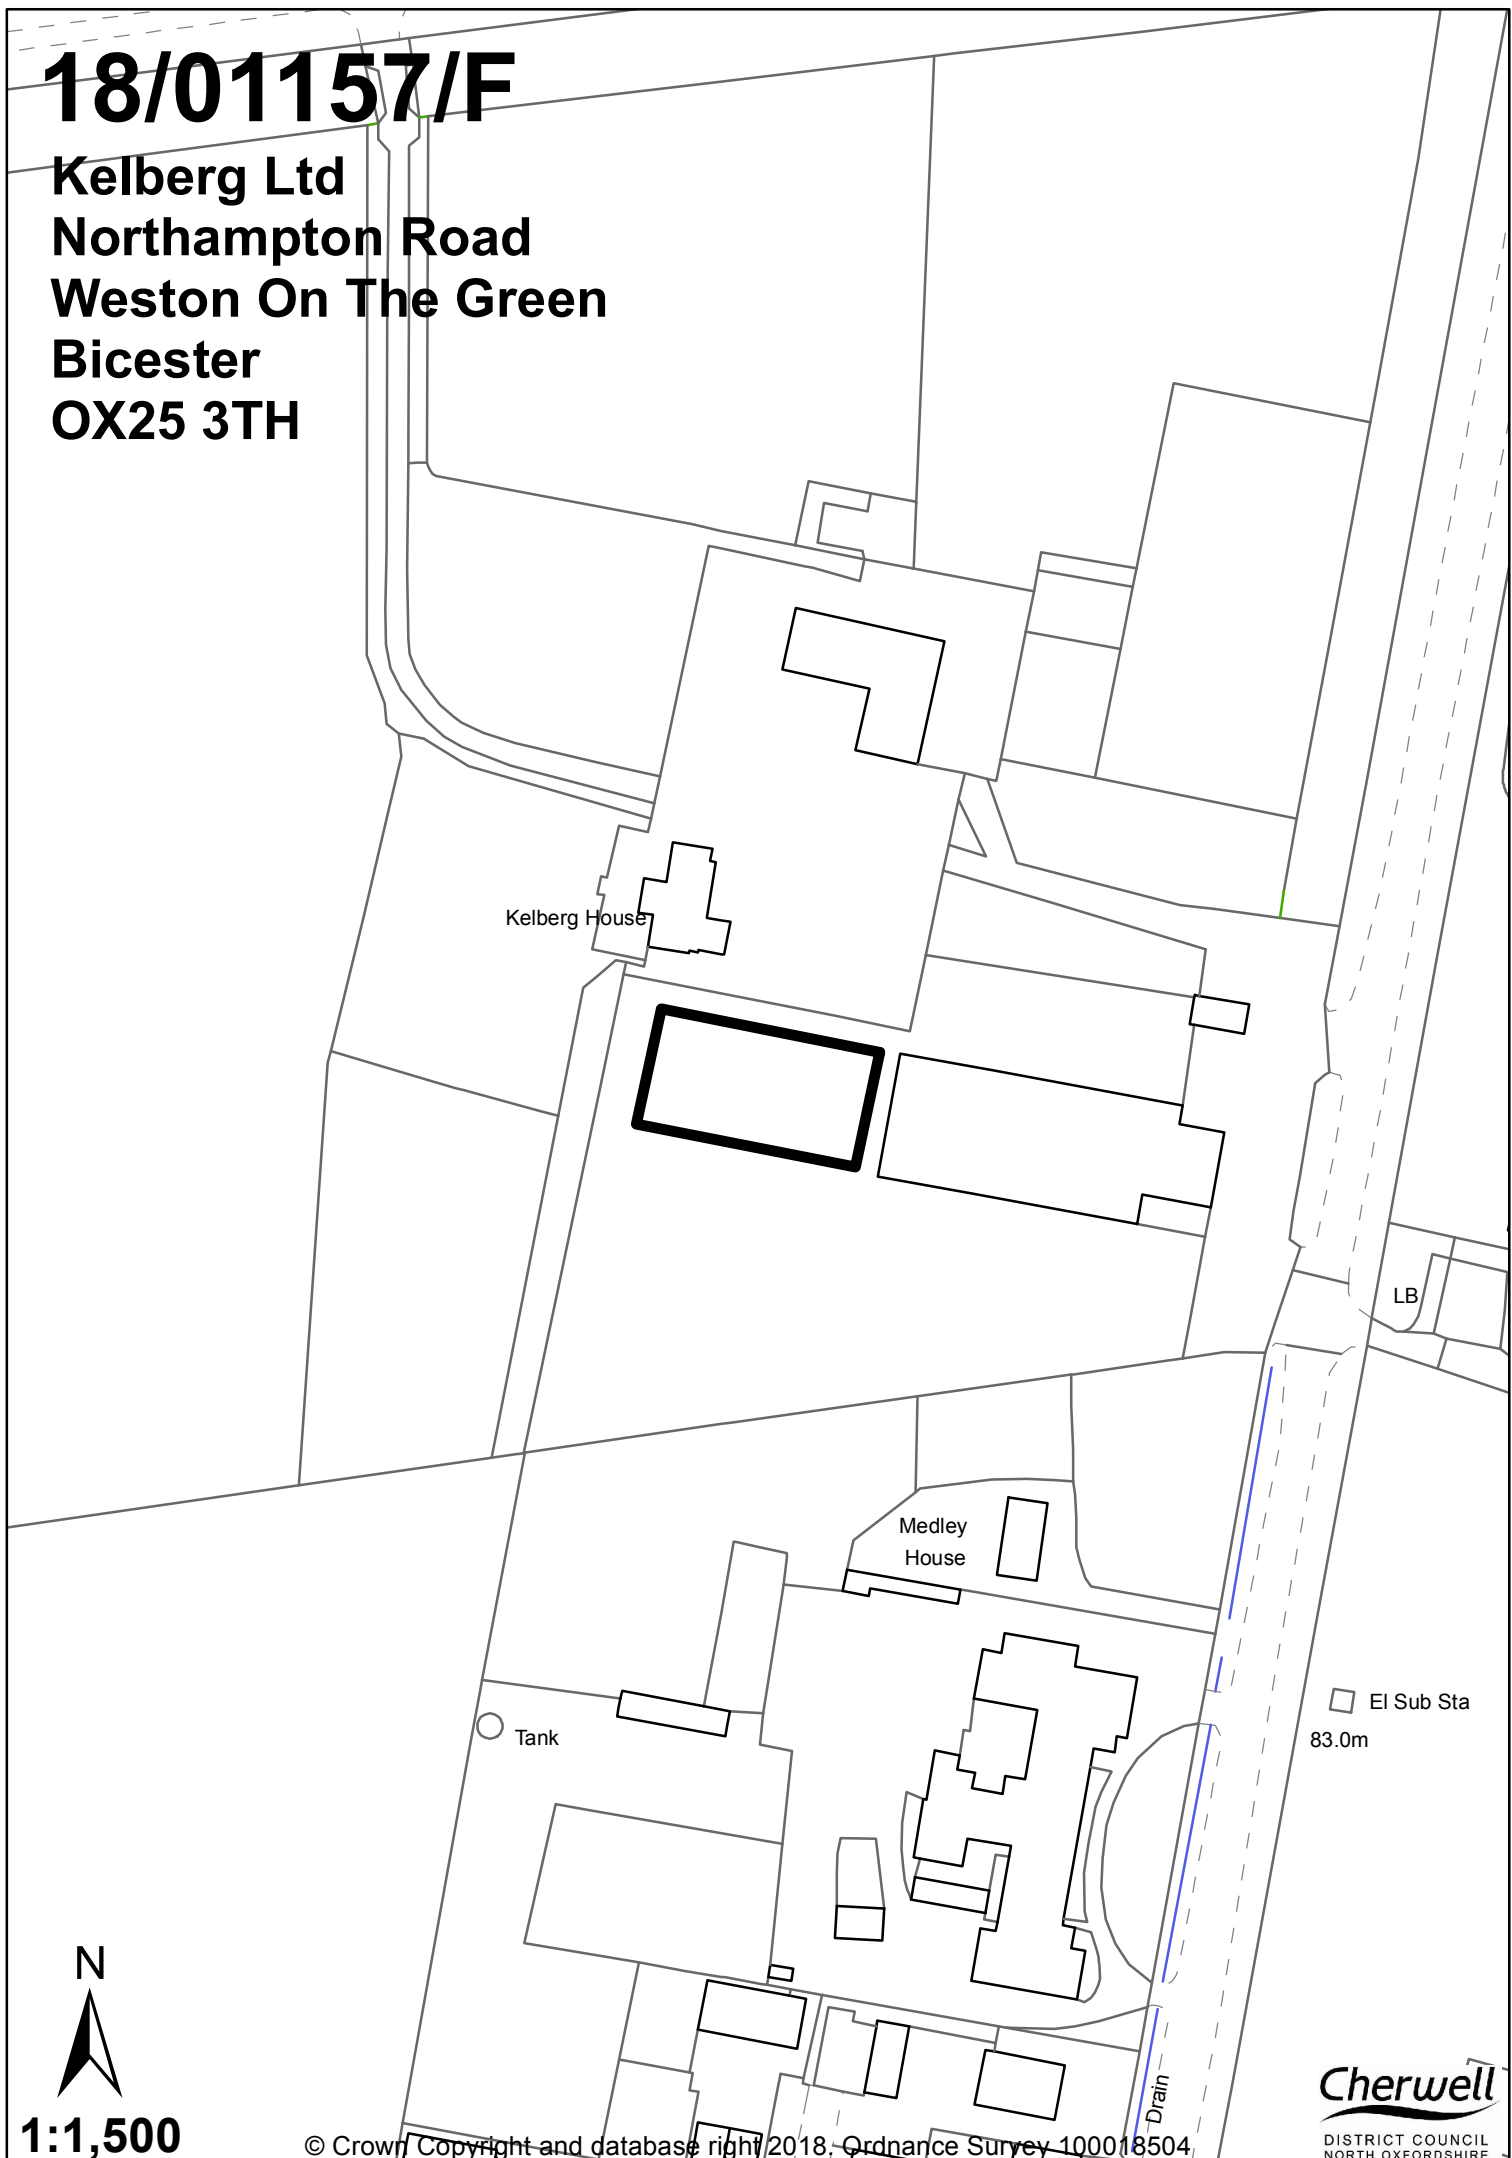 18/01157/F
Kelberg Ltd
Northampton Road
Weston On The Green
Bicester
OX25 3TH
Kelberg House
LB
Medley
House
El Sub Sta
83.0m
Tank
Drain
N
1:1,500
© Crown Copyright and database right 2018. Ordnance Survey 100018504
Cherwell
DISTRICT COUNCIL
NORTH OXFORDSHIRE